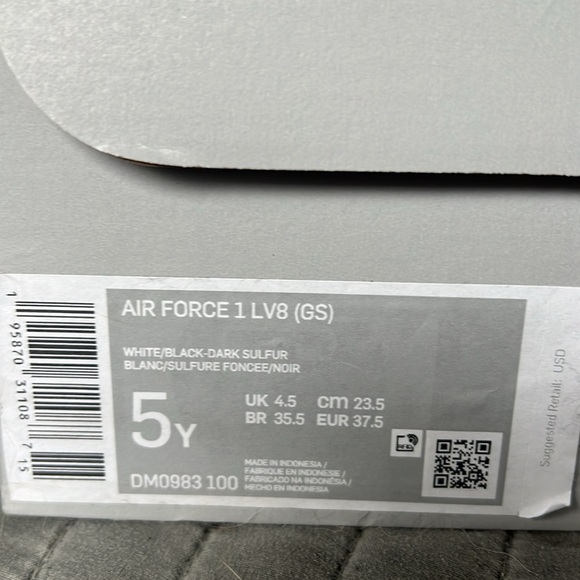 AIR FORCE 1 LV8 (GS)
WHITE/BLACK-DARK SULFUR
BLANC/SULFURE FONCEE/NOIR
5Y
UK 4.5 cm 23.5
BR 35.5 EUR 37.5
MADE IN INDONESIA /
FABRIQUE EN INDONESIE /
FABRICADO NA INDONÉSIA /
HECHO EN INDONESIA
DM0983 100
1 95870 31108 7 15
Suggested Retail: USD